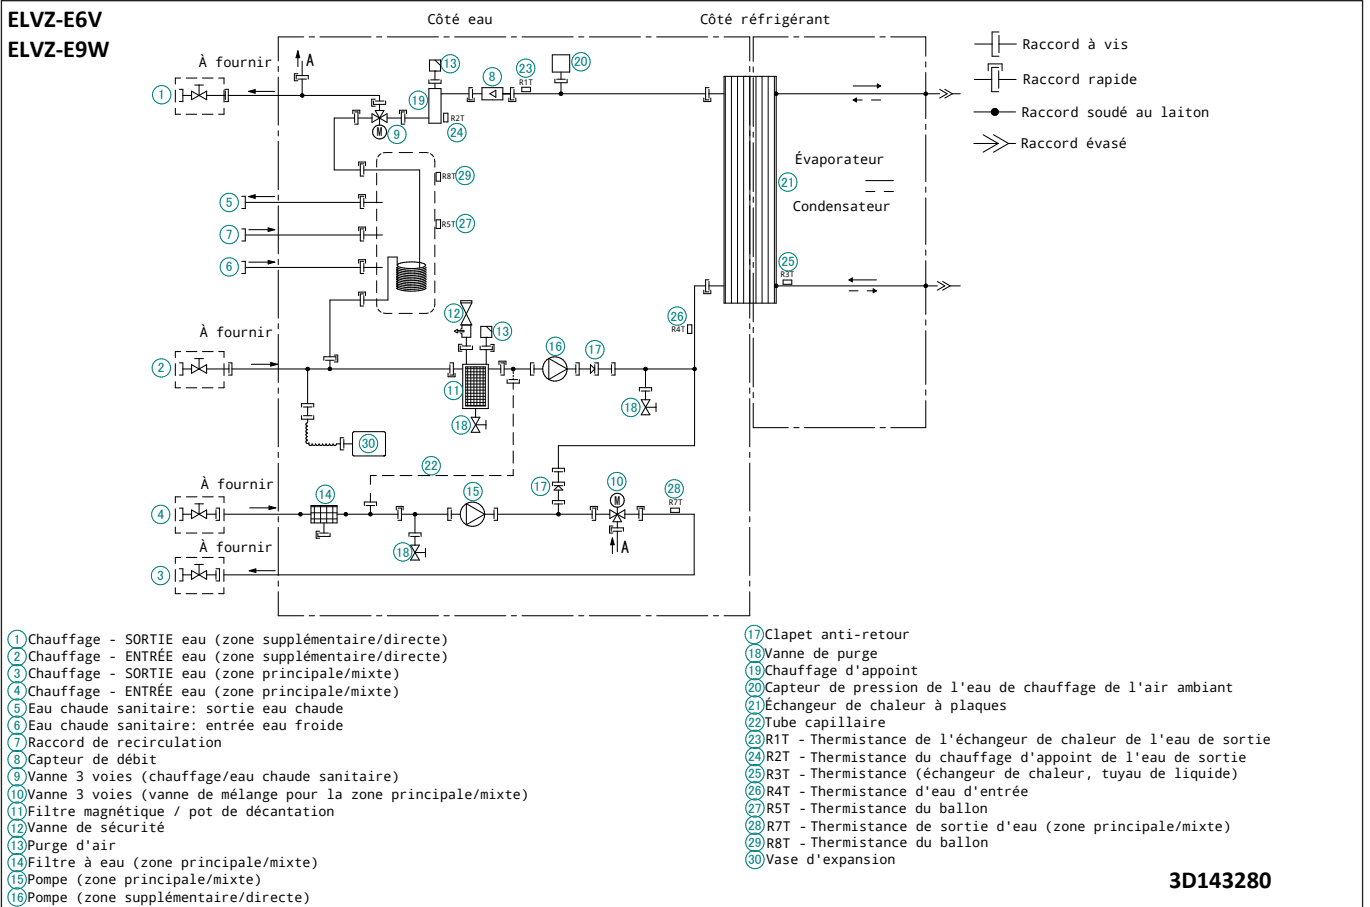 ELVZ-E6V
ELVZ-E9W
Côté eau
Côté réfrigérant
À fournir
A
13
8
23
R1T
20
19
R2T
24
1
M
9
Raccord à vis
Raccord rapide
Raccord soudé au laiton
Raccord évasé
R8T 29
5
R5T 27
7
6
Évaporateur
21
Condensateur
25
R3T
À fournir
12
13
26
R4T
2
16
17
11
18
18
30
22
À fournir
14
15
17
10
M
28
R7T
4
18
A
À fournir
3
1 Chauffage - SORTIE eau (zone supplémentaire/directe)
2 Chauffage - ENTRÉE eau (zone supplémentaire/directe)
3 Chauffage - SORTIE eau (zone principale/mixte)
4 Chauffage - ENTRÉE eau (zone principale/mixte)
5 Eau chaude sanitaire: sortie eau chaude
6 Eau chaude sanitaire: entrée eau froide
7 Raccord de recirculation
8 Capteur de débit
9 Vanne 3 voies (chauffage/eau chaude sanitaire)
10 Vanne 3 voies (vanne de mélange pour la zone principale/mixte)
11 Filtre magnétique / pot de décantation
12 Vanne de sécurité
13 Purge d'air
14 Filtre à eau (zone principale/mixte)
15 Pompe (zone principale/mixte)
16 Pompe (zone supplémentaire/directe)
17 Clapet anti-retour
18 Vanne de purge
19 Chauffage d'appoint
20 Capteur de pression de l'eau de chauffage de l'air ambiant
21 Échangeur de chaleur à plaques
22 Tube capillaire
23 R1T - Thermistance de l'échangeur de chaleur de l'eau de sortie
24 R2T - Thermistance du chauffage d'appoint de l'eau de sortie
25 R3T - Thermistance (échangeur de chaleur, tuyau de liquide)
26 R4T - Thermistance d'eau d'entrée
27 R5T - Thermistance du ballon
28 R7T - Thermistance de sortie d'eau (zone principale/mixte)
29 R8T - Thermistance du ballon
30 Vase d'expansion
3D143280